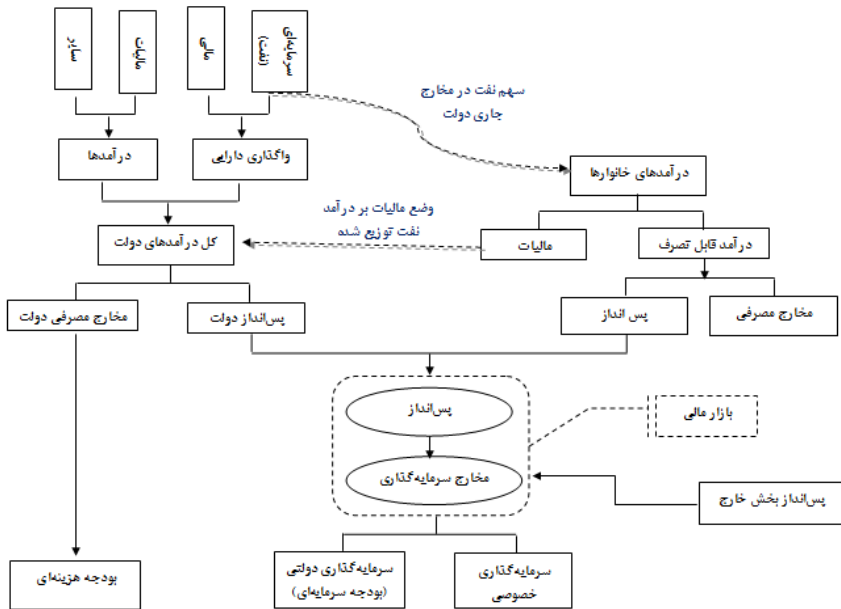 سرمایه‌ای
(نفت)
مالی
مالیات
سایر
سهم نفت در مخارج
جاری دولت
واگذاری دارایی
درآمدها
درآمدهای خانوارها
وضع مالیات بر درآمد
نفت توزیع شده
کل درآمدهای دولت
مالیات
درآمد قابل تصرف
مخارج مصرفی
پس انداز
پس‌انداز دولت
مخارج مصرفی دولت
پس‌انداز
بازار مالی
مخارج سرمایه‌گذاری
پس‌انداز بخش خارج
سرمایه‌گذاری
خصوصی
سرمایه‌گذاری دولتی
(بودجه سرمایه‌ای)
بودجه هزینه‌ای